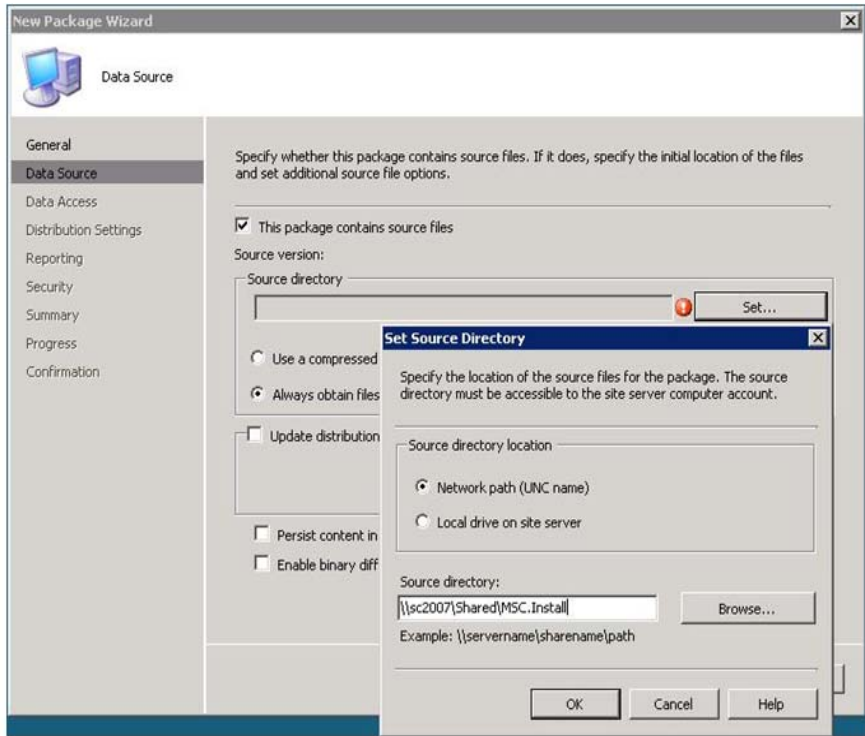 New Package Wizard
Data Source
General
Data Source
Data Access
Distribution Settings
Reporting
Security
Summary
Progress
Confirmation
Specify whether this package contains source files. If it does, specify the initial location of the files
and set additional source file options.
This package contains source files
Source version:
Source directory
Set...
Use a compressed
Always obtain files
Update distribution
Persist content in
Enable binary diff
Set Source Directory
Specify the location of the source files for the package. The source
directory must be accessible to the site server computer account.
Source directory location
Network path (UNC name)
Local drive on site server
Source directory:
\\sc2007\Shared\MSC.Install
Browse...
Example: \\servername\sharename\path
OK
Cancel
Help